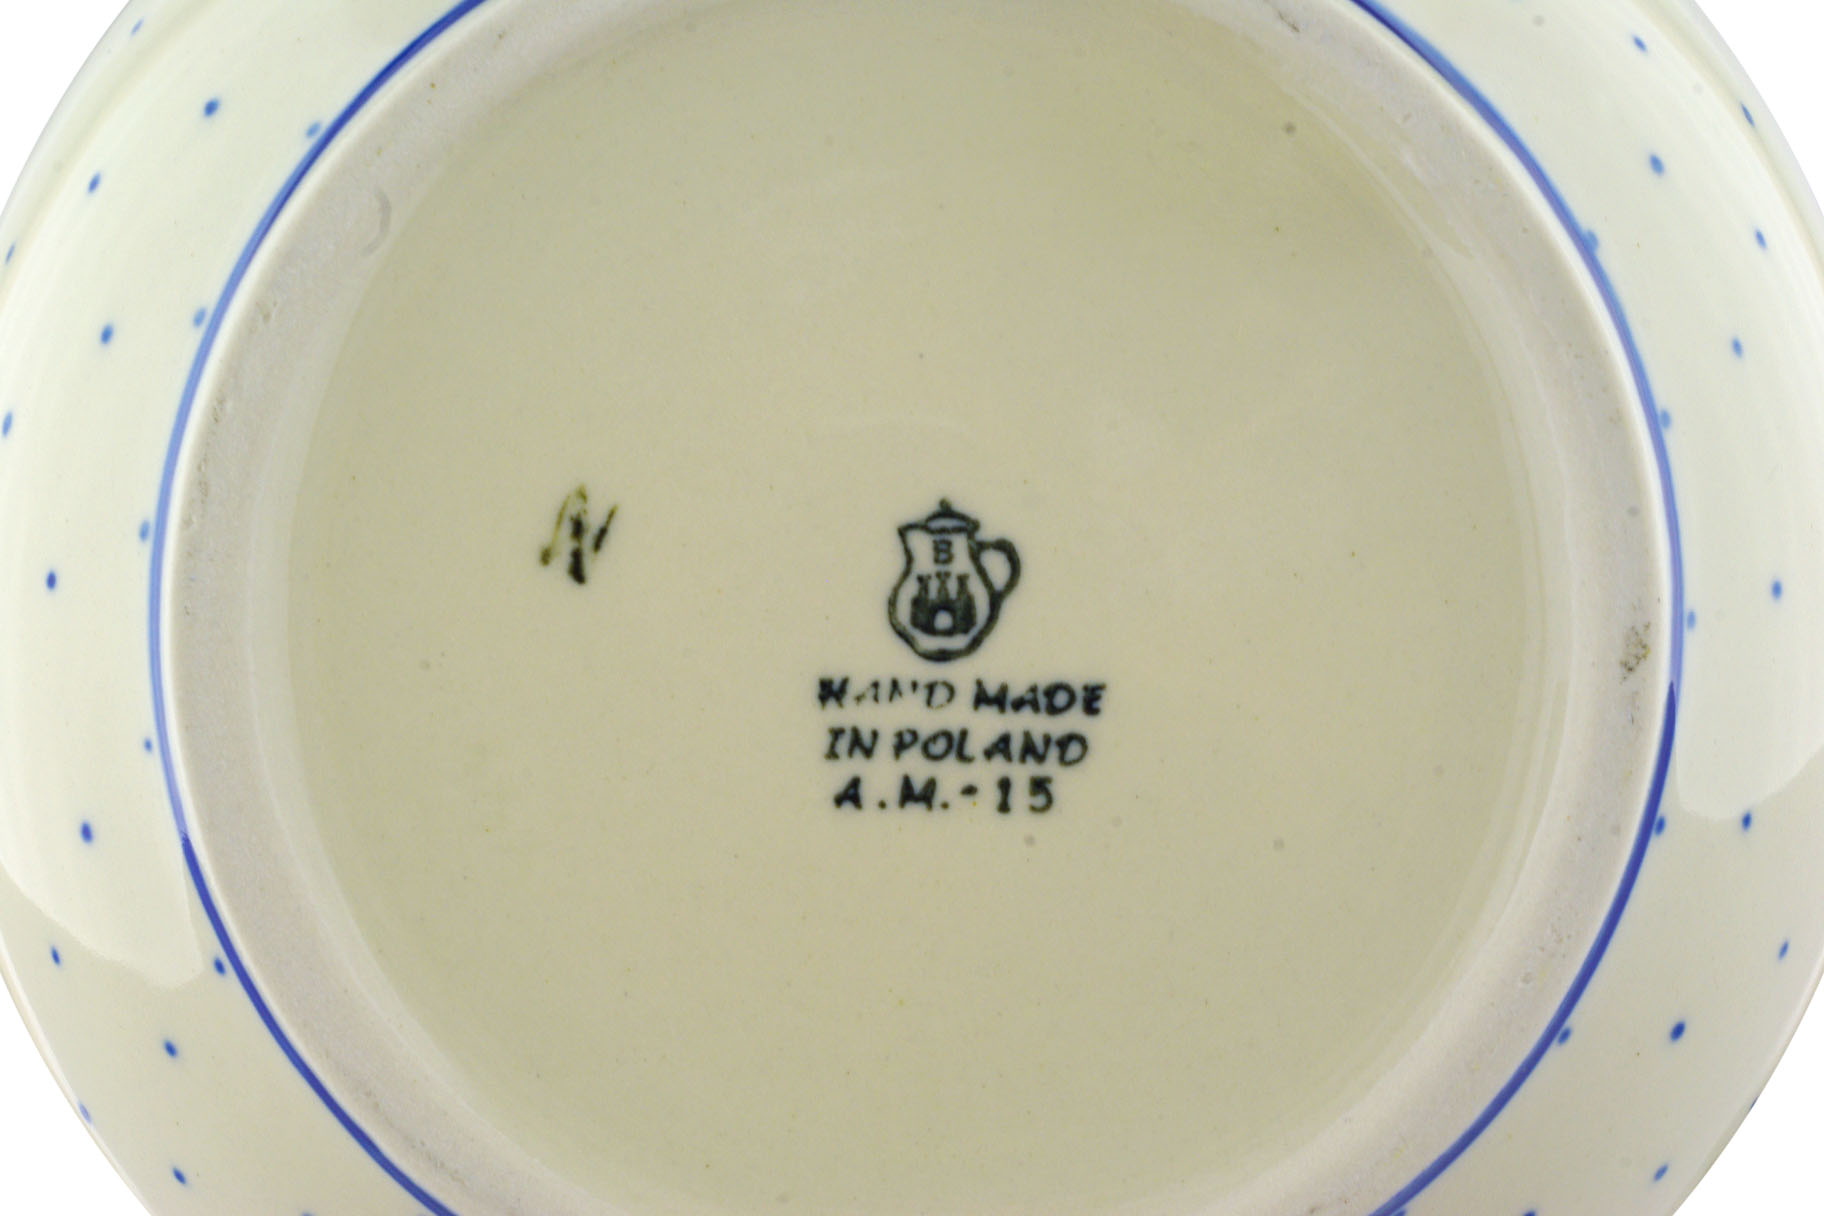 B
HAND MADE
IN POLAND
A.M.-15